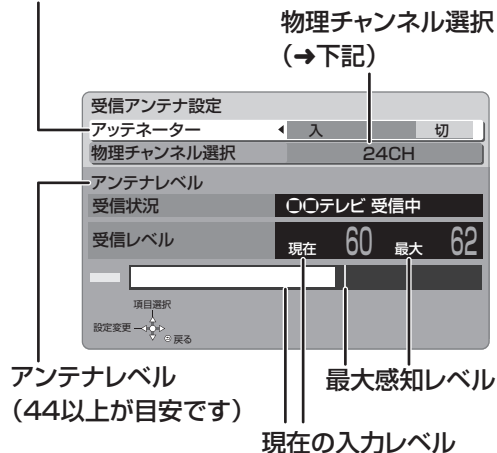 物理チャンネル選択
(➜下記)
受信アンテナ設定
アッテネーター 入 切
物理チャンネル選択 24CH
アンテナレベル
受信状況 〇〇テレビ 受信中
受信レベル 現在 60 最大 62
項目選択
設定変更
戻る
アンテナレベル
(44以上が目安です)
最大感知レベル
現在の入力レベル